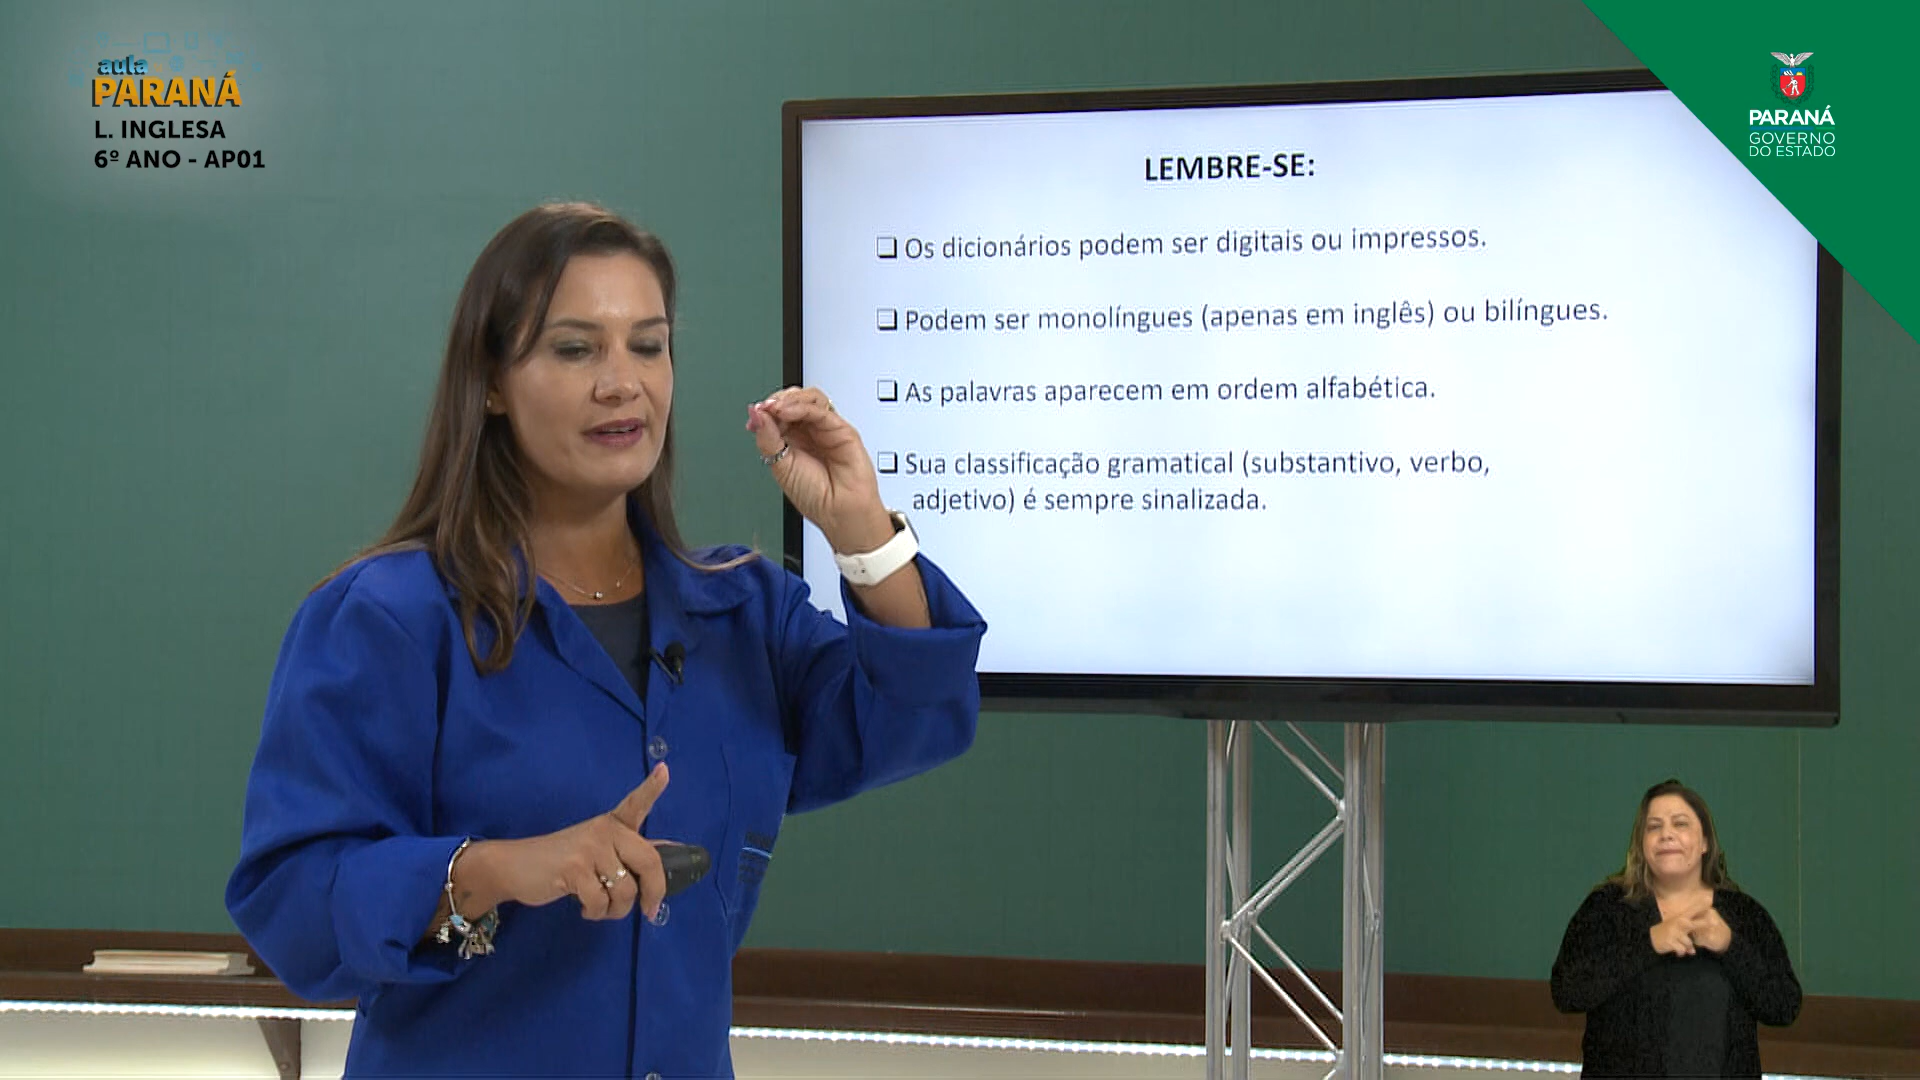 aula
PARANÁ
L. INGLESA
6º ANO - AP01
PARANÁ
GOVERNO
DO ESTADO
LEMBRE-SE:
❑ Os dicionários podem ser digitais ou impressos.
❑ Podem ser monolíngues (apenas em inglês) ou bilíngues.
❑ As palavras aparecem em ordem alfabética.
❑ Sua classificação gramatical (substantivo, verbo,
adjetivo) é sempre sinalizada.